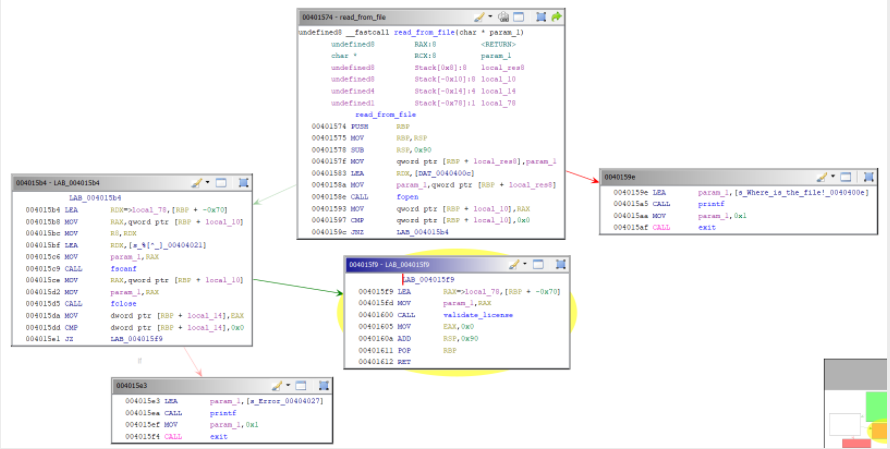 00401574 - read_from_file
undefined8 __fastcall read_from_file(char * param_1)
undefined8 RAX:8 <RETURN>
char * RCX:8 param_1
undefined8 Stack[0x8]:8 local_res8
undefined8 Stack[-0x10]:8 local_10
undefined4 Stack[-0x14]:4 local_14
undefined1 Stack[-0x78]:1 local_78
read_from_file
00401574 PUSH RBP
00401575 MOV RBP,RSP
00401578 SUB RSP,0x90
0040157f MOV qword ptr [RBP + local_res8],param_1
00401583 LEA RDX,[DAT_0040400c]
0040158a MOV param_1,qword ptr [RBP + local_res8]
0040158e CALL fopen
00401593 MOV qword ptr [RBP + local_10],RAX
00401597 CMP qword ptr [RBP + local_10],0x0
0040159c JNZ LAB_004015b4
004015b4 - LAB_004015b4
LAB_004015b4
004015b4 LEA RDX=>local_78,[RBP + -0x70]
004015b8 MOV RAX,qword ptr [RBP + local_10]
004015bc MOV R8,RDX
004015bf LEA RDX,[s_%[^_]_00404021]
004015c6 MOV param_1,RAX
004015c9 CALL fscanf
004015ce MOV RAX,qword ptr [RBP + local_10]
004015d2 MOV param_1,RAX
004015d5 CALL fclose
004015da MOV dword ptr [RBP + local_14],EAX
004015dd CMP dword ptr [RBP + local_14],0x0
004015e1 JZ LAB_004015f9
0040159e
0040159e LEA param_1,[s_Where_is_the_file!_0040400e]
004015a5 CALL printf
004015aa MOV param_1,0x1
004015af CALL exit
004015f9 - LAB_004015f9
LAB_004015f9
004015f9 LEA RAX=>local_78,[RBP + -0x70]
004015fd MOV param_1,RAX
00401600 CALL validate_license
00401605 MOV EAX,0x0
0040160a ADD RSP,0x90
00401611 POP RBP
00401612 RET
004015e3
004015e3 LEA param_1,[s_Error_00404027]
004015ea CALL printf
004015ef MOV param_1,0x1
004015f4 CALL exit